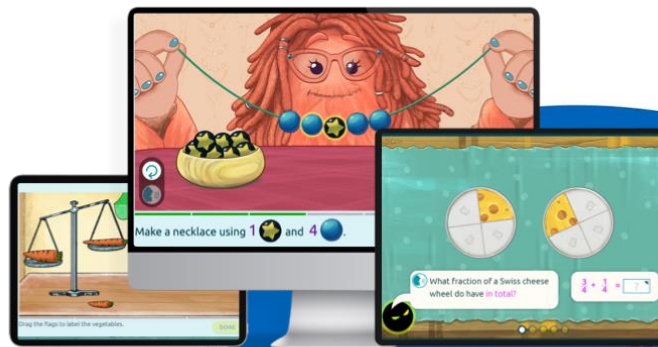 Make a necklace using 1 and 4 .
Drag the flags to label the vegetables.
DONE
What fraction of a Swiss cheese
wheel do have in total?
3/4 + 1/4 = ?